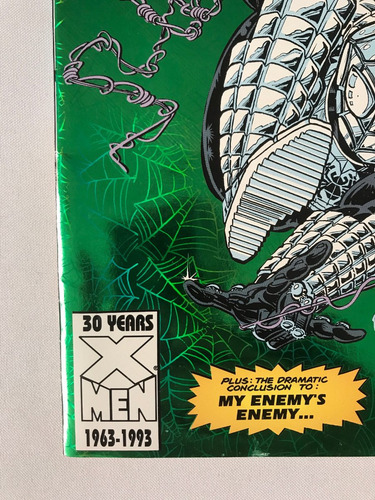 30 YEARS
X
MEN
1963-1993
PLUS: THE DRAMATIC
CONCLUSION TO:
MY ENEMY'S
ENEMY...